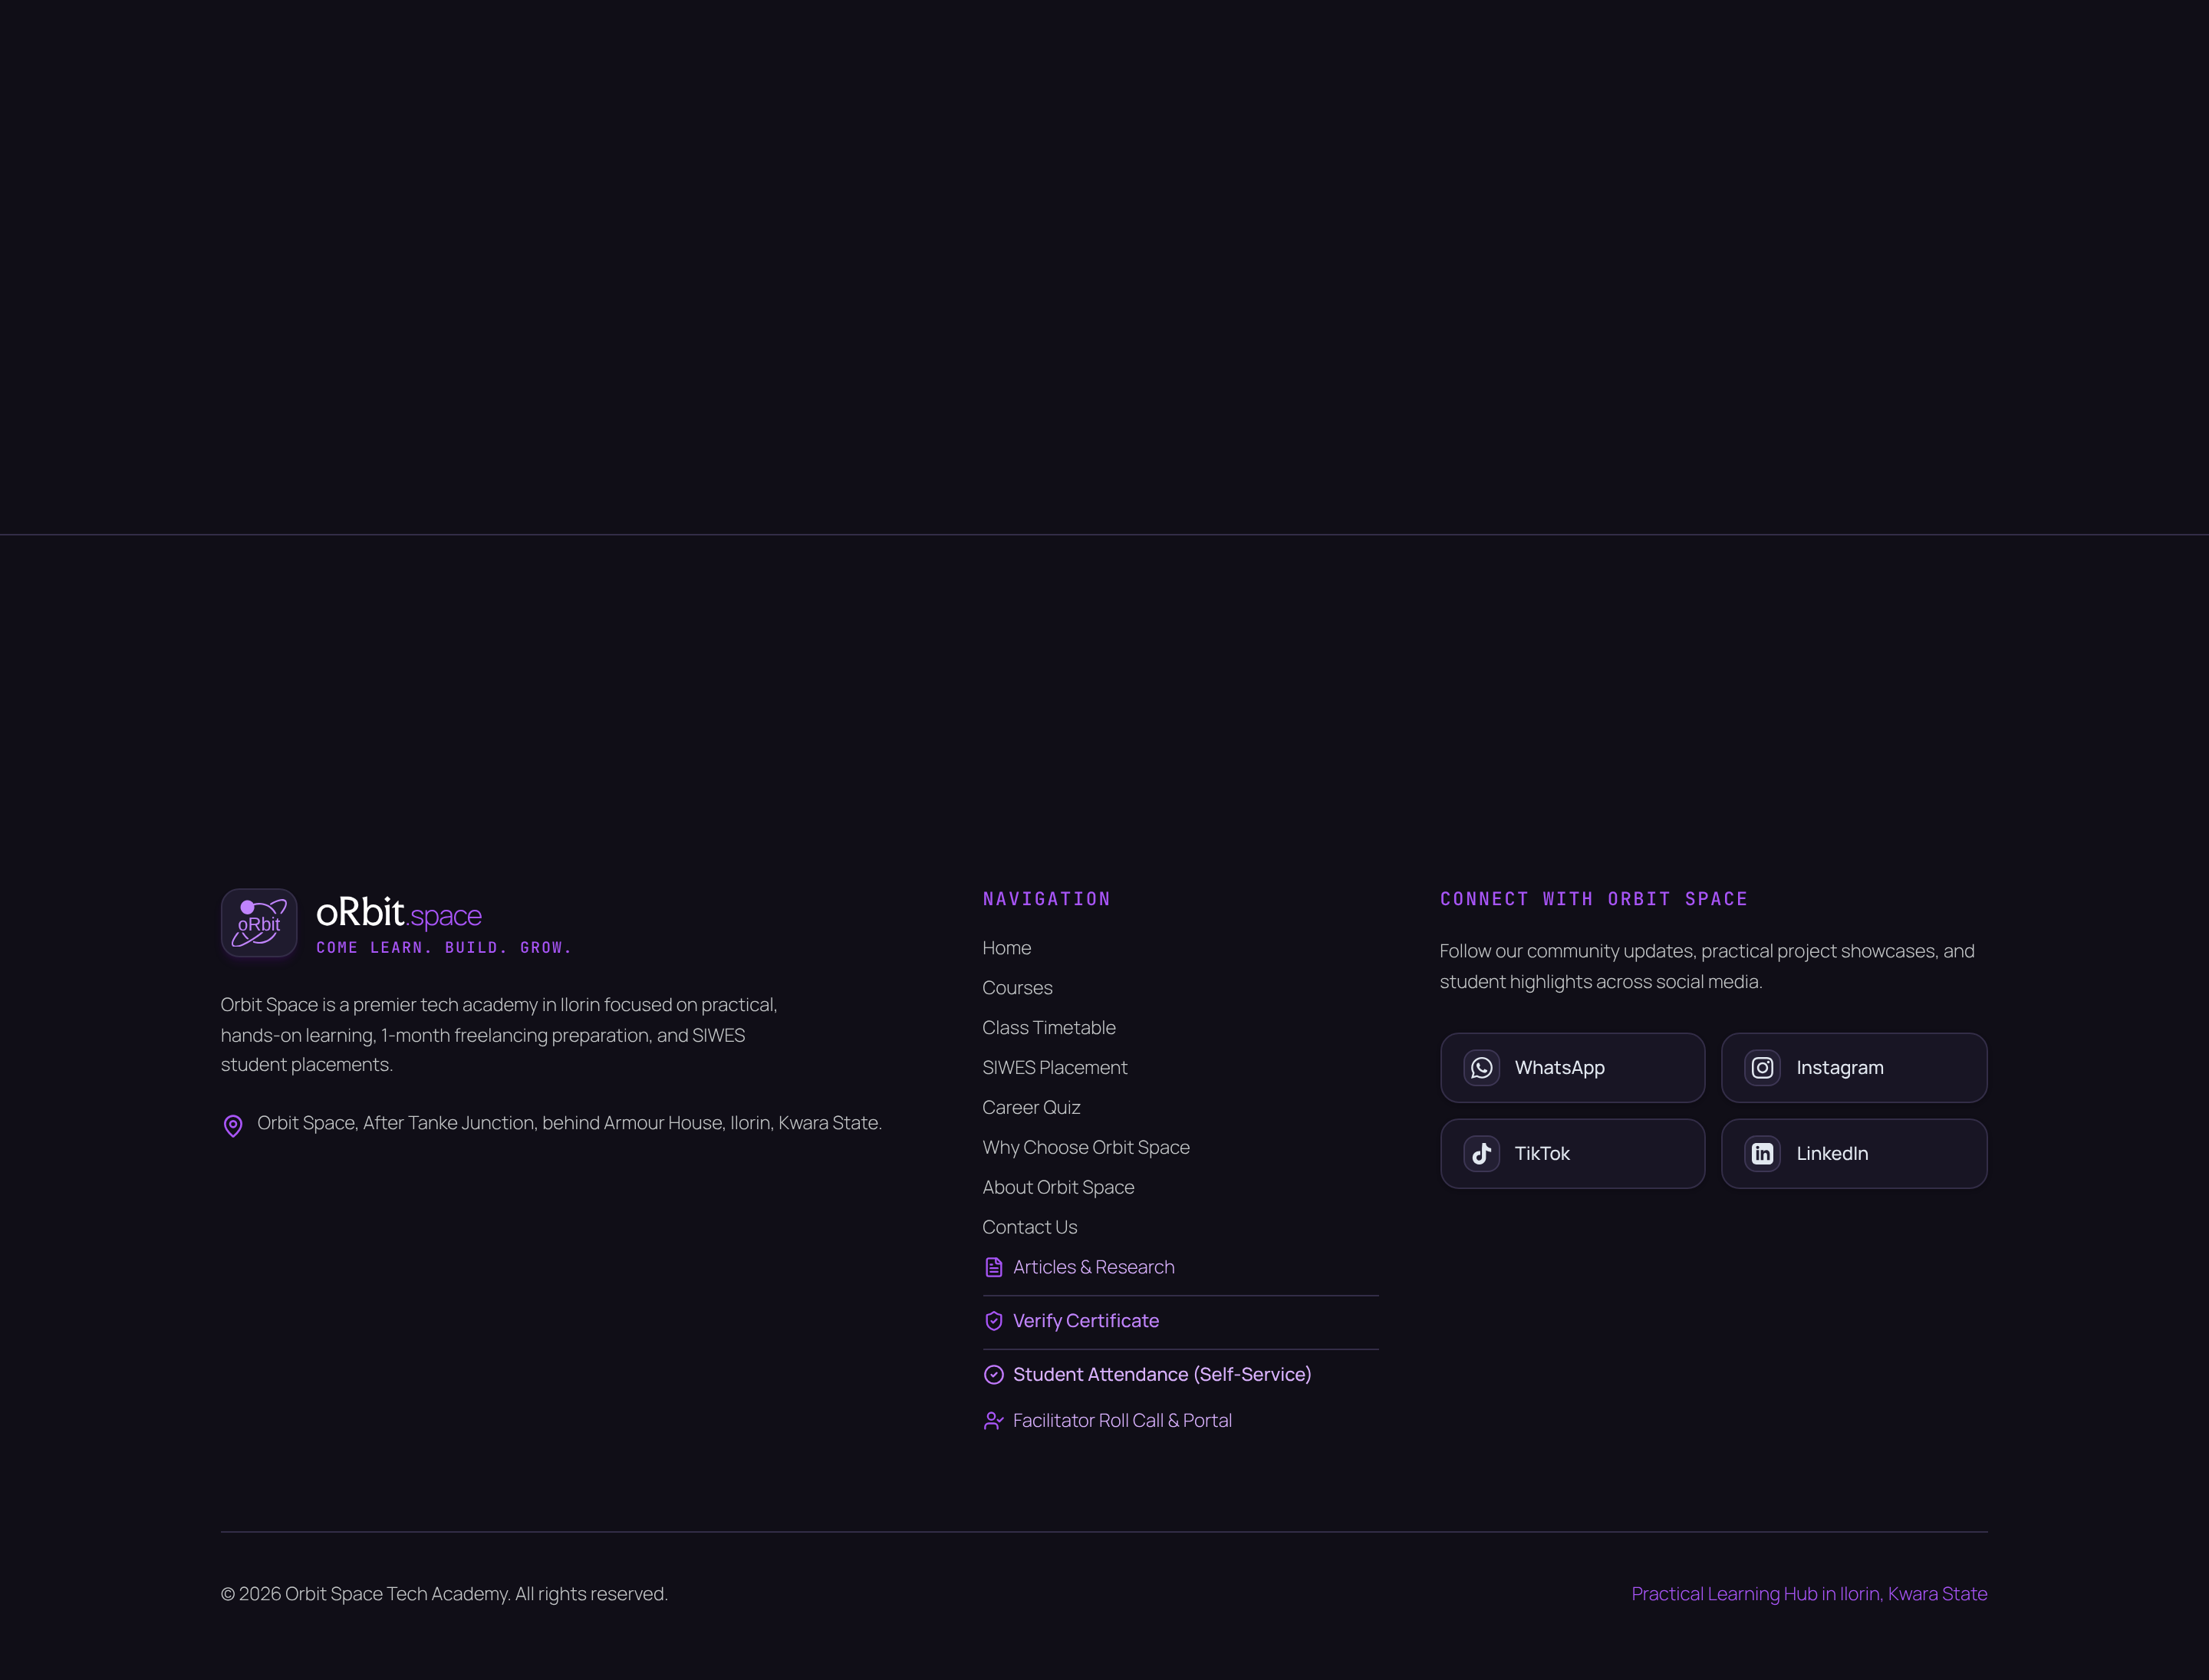 oRbit
oRbit.space
COME LEARN. BUILD. GROW.
Orbit Space is a premier tech academy in Ilorin focused on practical,
hands-on learning, 1-month freelancing preparation, and SIWES
student placements.
Orbit Space, After Tanke Junction, behind Armour House, Ilorin, Kwara State.
NAVIGATION
Home
Courses
Class Timetable
SIWES Placement
Career Quiz
Why Choose Orbit Space
About Orbit Space
Contact Us
Articles & Research
Verify Certificate
Student Attendance (Self-Service)
Facilitator Roll Call & Portal
CONNECT WITH ORBIT SPACE
Follow our community updates, practical project showcases, and
student highlights across social media.
WhatsApp
Instagram
TikTok
LinkedIn
© 2026 Orbit Space Tech Academy. All rights reserved.
Practical Learning Hub in Ilorin, Kwara State